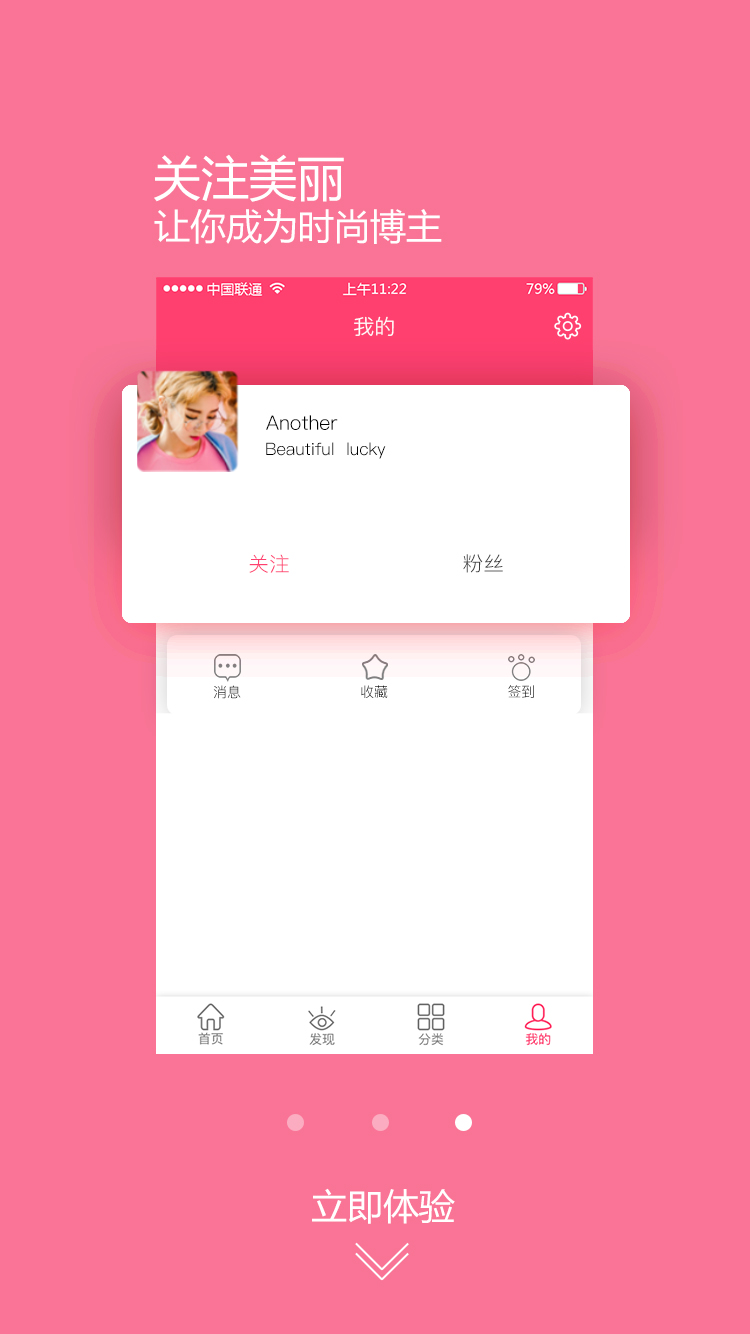 关注美丽
让你成为时尚博主
中国联通 上午11:22 79%
我的
Another
Beautiful lucky
关注 粉丝
消息 收藏 签到
首页 发现 分类 我的
立即体验